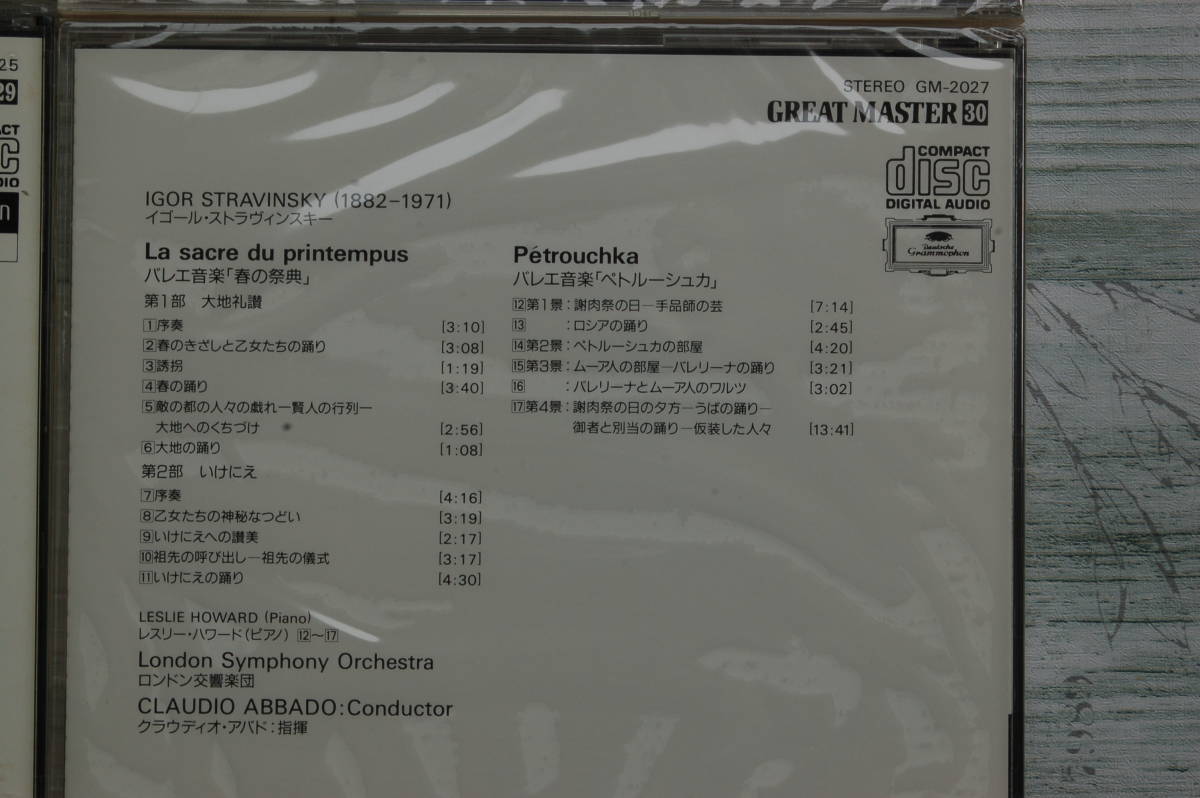 25
29
STEREO GM-2027
GREAT MASTER 30
COMPACT
disc
DIGITAL AUDIO
Deutsche
Grammophon
IGOR STRAVINSKY (1882-1971)
イゴール・ストラヴィンスキー
La sacre du printempus
バレエ音楽「春の祭典」
第1部 大地礼讃
1序奏 [3:10]
2春のきざしと乙女たちの踊り [3:08]
3誘拐 [1:19]
4春の踊り [3:40]
5敵の都の人々の戯れ―賢人の行列―
大地へのくちづけ [2:56]
6大地の踊り [1:08]
第2部 いけにえ
7序奏 [4:16]
8乙女たちの神秘なつどい [3:19]
9いけにえへの讃美 [2:17]
10祖先の呼び出し―祖先の儀式 [3:17]
11いけにえの踊り [4:30]
Pétrouchka
バレエ音楽「ペトルーシュカ」
12第1景:謝肉祭の日―手品師の芸 [7:14]
13 :ロシアの踊り [2:45]
14第2景:ペトルーシュカの部屋 [4:20]
15第3景:ムーア人の部屋―バレリーナの踊り [3:21]
16 :バレリーナとムーア人のワルツ [3:02]
17第4景:謝肉祭の日の夕方―うばの踊り―
御者と別当の踊り―仮装した人々 [13:41]
LESLIE HOWARD (Piano)
レスリー・ハワード(ピアノ) 12〜17
London Symphony Orchestra
ロンドン交響楽団
CLAUDIO ABBADO:Conductor
クラウディオ・アバド:指揮